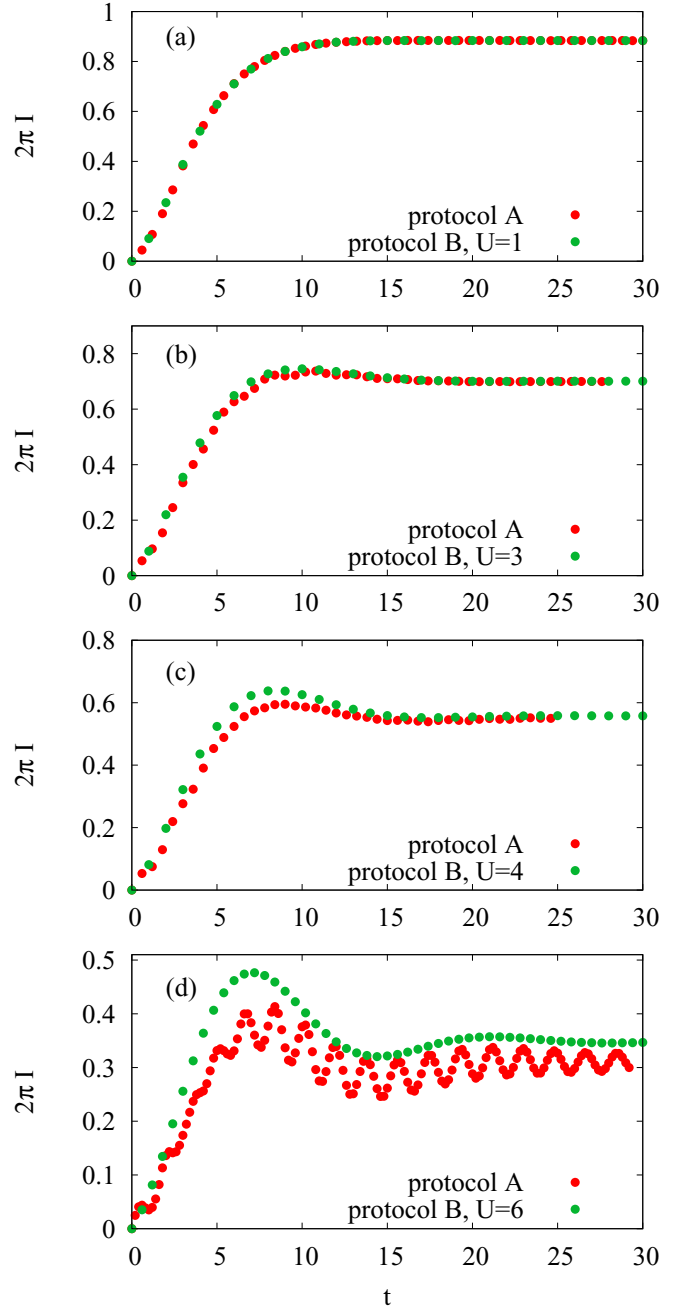 1
0.8
0.6
0.4
0.2
0
2π I
(a)
protocol A
protocol B, U=1
0 5 10 15 20 25 30
0.8
0.6
0.4
0.2
0
2π I
(b)
protocol A
protocol B, U=3
0 5 10 15 20 25 30
0.8
0.6
0.4
0.2
0
2π I
(c)
protocol A
protocol B, U=4
0 5 10 15 20 25 30
0.5
0.4
0.3
0.2
0.1
0
2π I
(d)
protocol A
protocol B, U=6
0 5 10 15 20 25 30
t